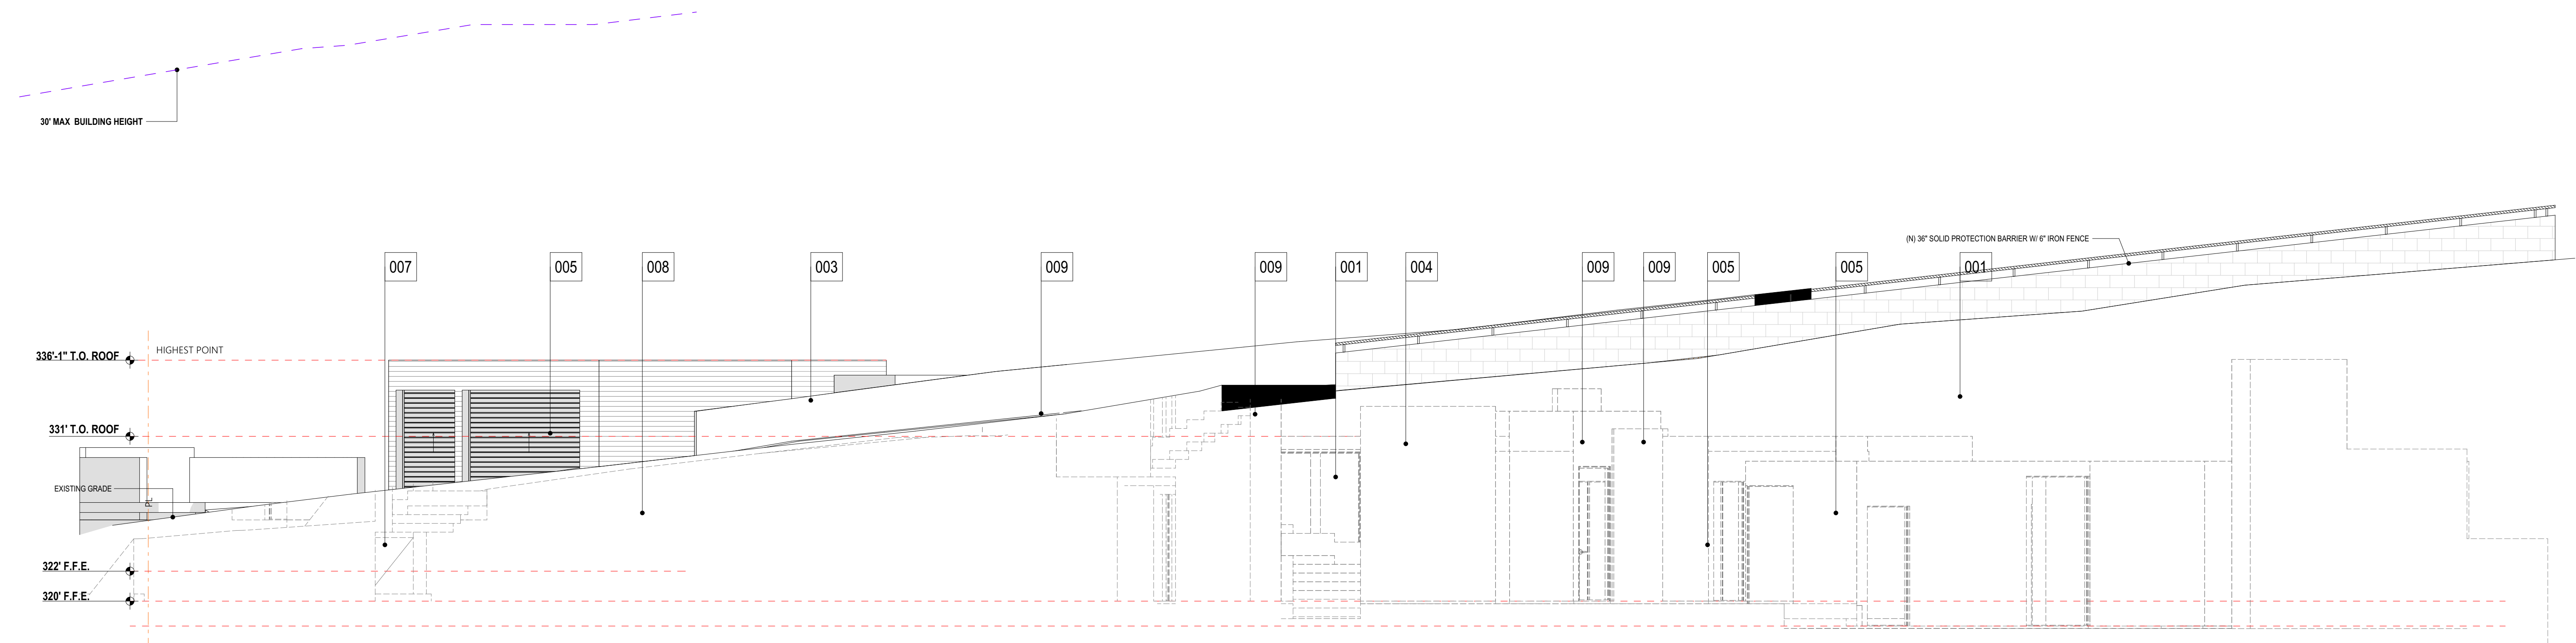 30' MAX BUILDING HEIGHT
(N) 36" SOLID PROTECTION BARRIER W/ 6" IRON FENCE
007
005
008
003
009
009
001
004
009
009
005
005
001
336'-1" T.O. ROOF
HIGHEST POINT
331' T.O. ROOF
EXISTING GRADE
PL
322' F.F.E.
320' F.F.E.